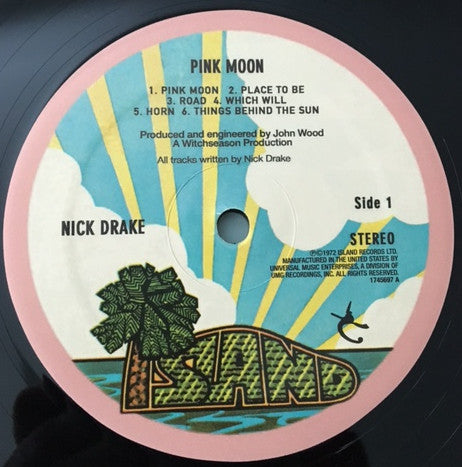 PINK MOON
1. PINK MOON 2. PLACE TO BE
3. ROAD 4. WHICH WILL
5. HORN 6. THINGS BEHIND THE SUN
Produced and engineered by John Wood
A Witchseason Production
All tracks written by Nick Drake
NICK DRAKE
Side 1
STEREO
℗©1972 ISLAND RECORDS LTD.
MANUFACTURED IN THE UNITED STATES BY
UNIVERSAL MUSIC ENTERPRISES, A DIVISION OF
UMG RECORDINGS, INC. ALL RIGHTS RESERVED.
1745697 A
ISLAND